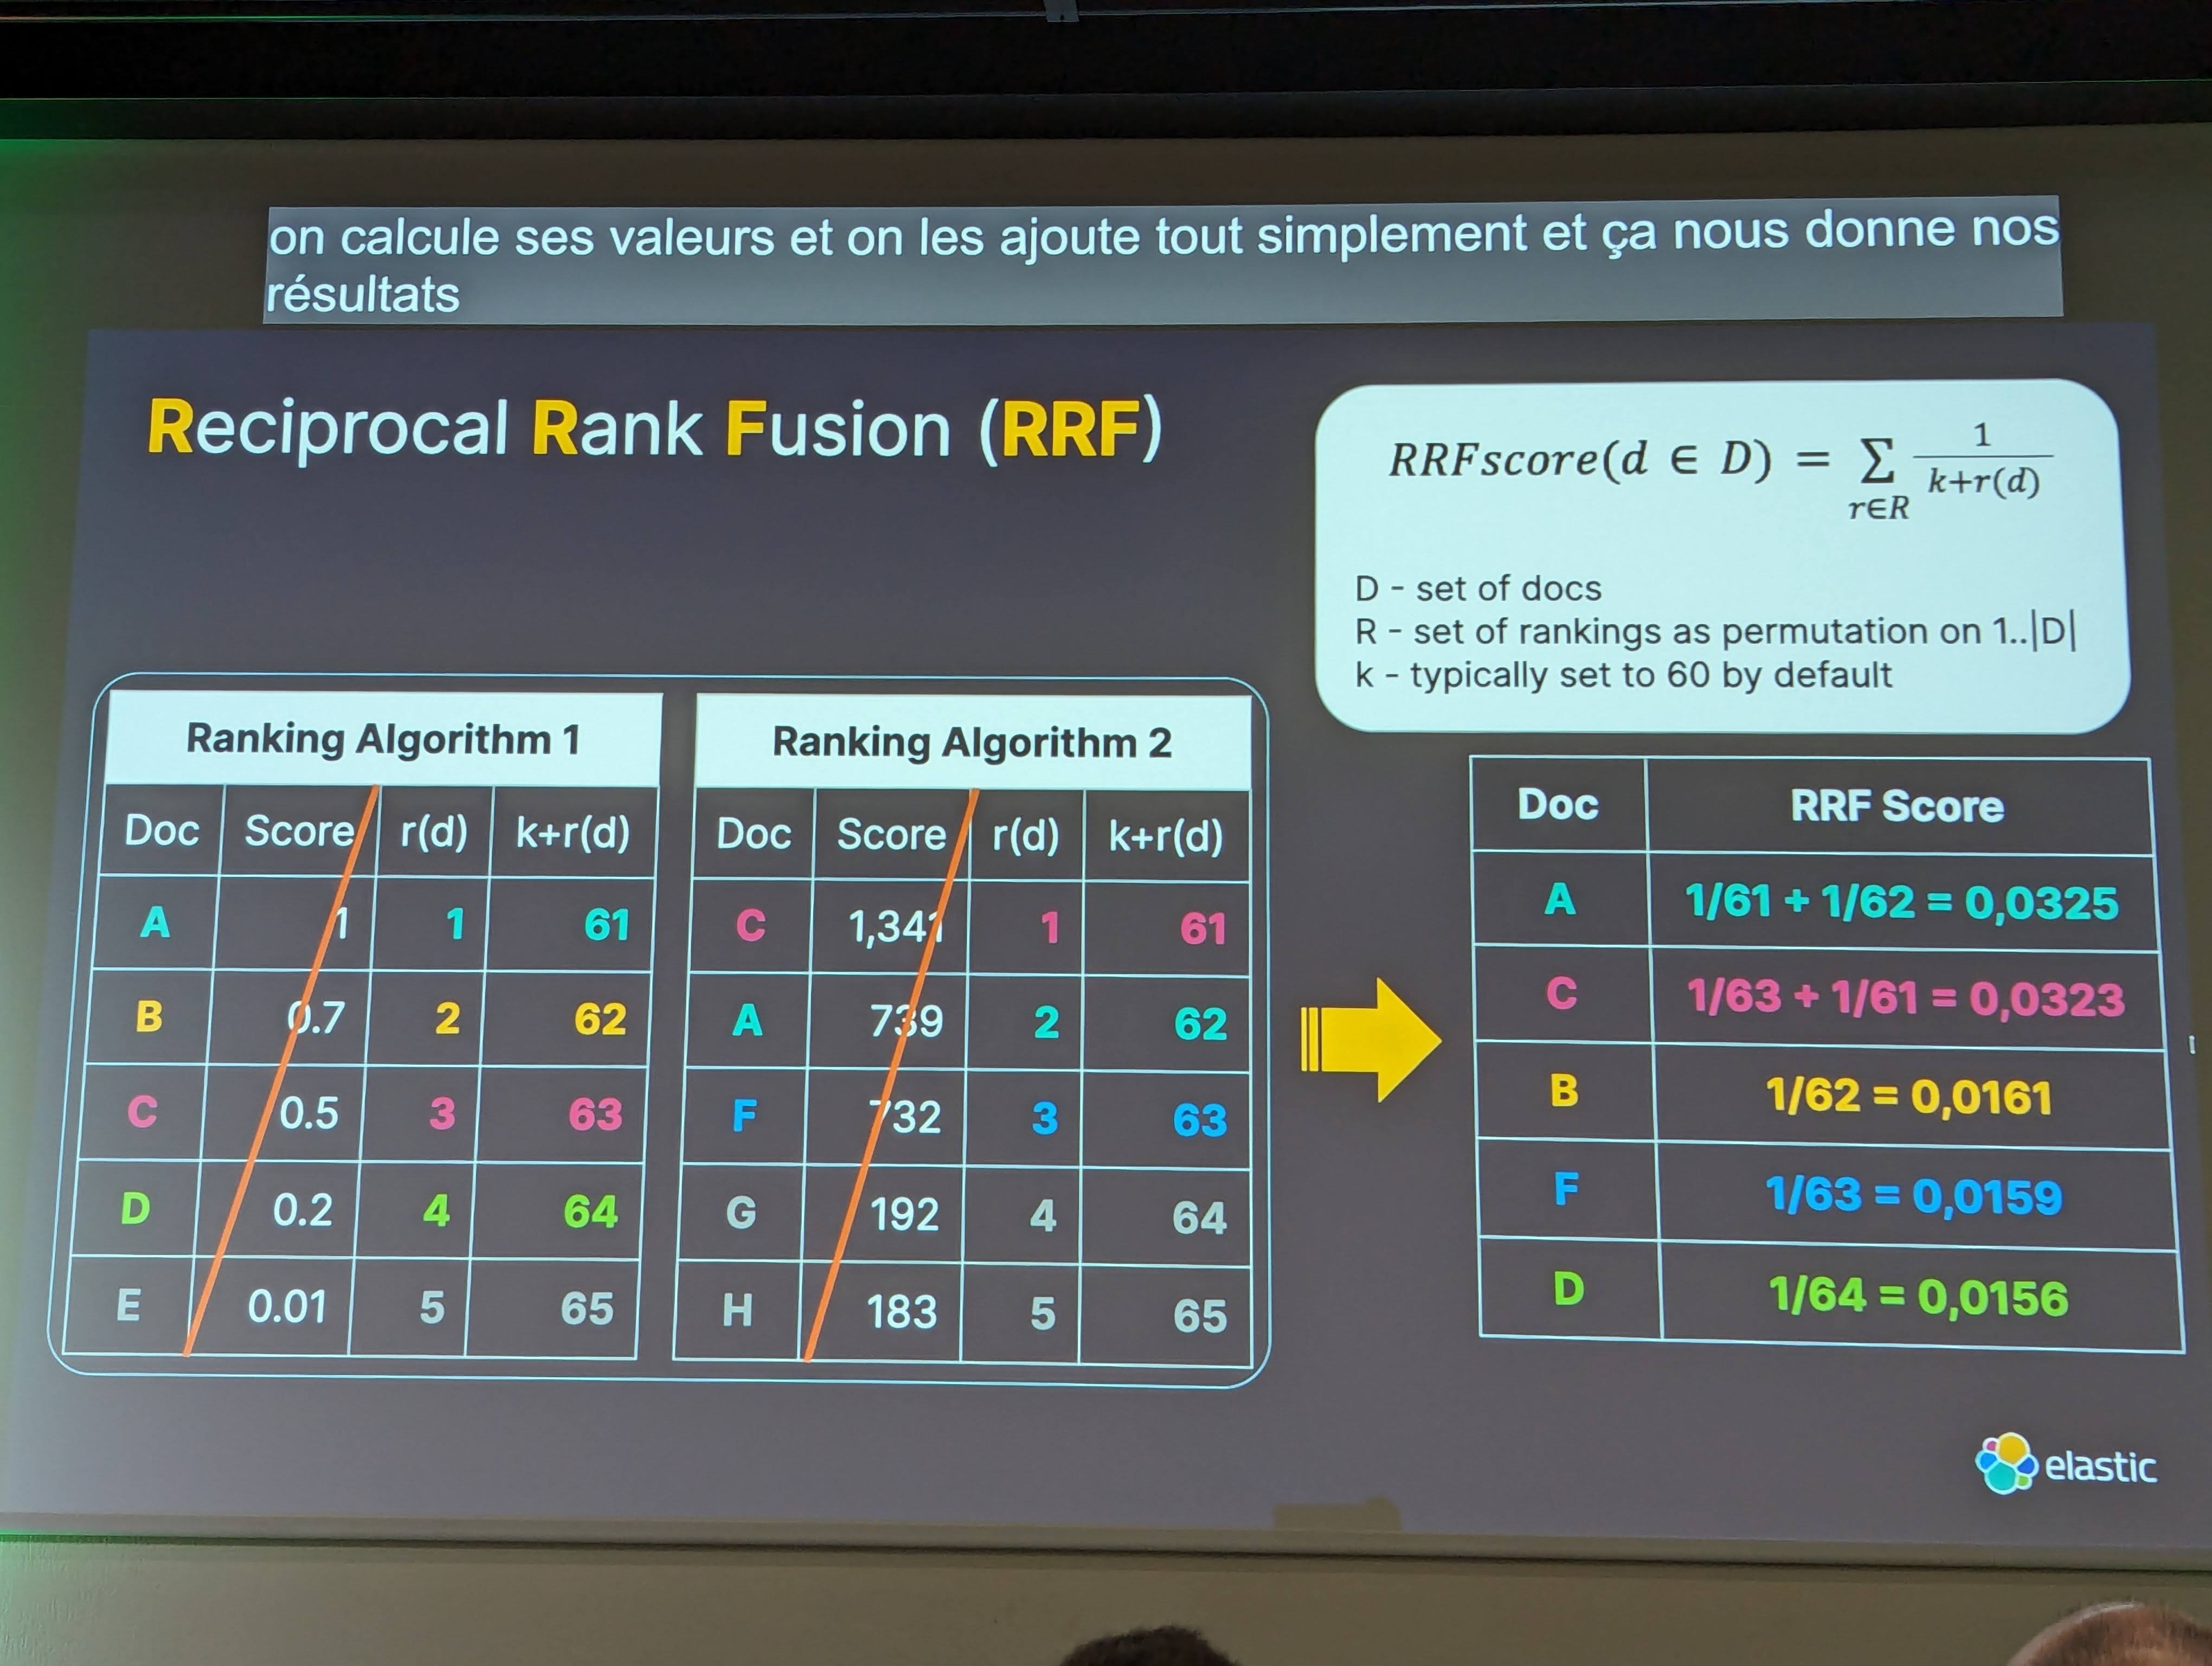 on calcule ses valeurs et on les ajoute tout simplement et ça nous donne nos
résultats
Reciprocal Rank Fusion (RRF)
RRFscore(d ∈ D) = ∑ r∈R 1 / k+r(d)
D - set of docs
R - set of rankings as permutation on 1..|D|
k - typically set to 60 by default
Ranking Algorithm 1
Doc Score r(d) k+r(d)
A 1 1 61
B 0.7 2 62
C 0.5 3 63
D 0.2 4 64
E 0.01 5 65
Ranking Algorithm 2
Doc Score r(d) k+r(d)
C 1,341 1 61
A 739 2 62
F 732 3 63
G 192 4 64
H 183 5 65
Doc RRF Score
A 1/61 + 1/62 = 0,0325
C 1/63 + 1/61 = 0,0323
B 1/62 = 0,0161
F 1/63 = 0,0159
D 1/64 = 0,0156
elastic